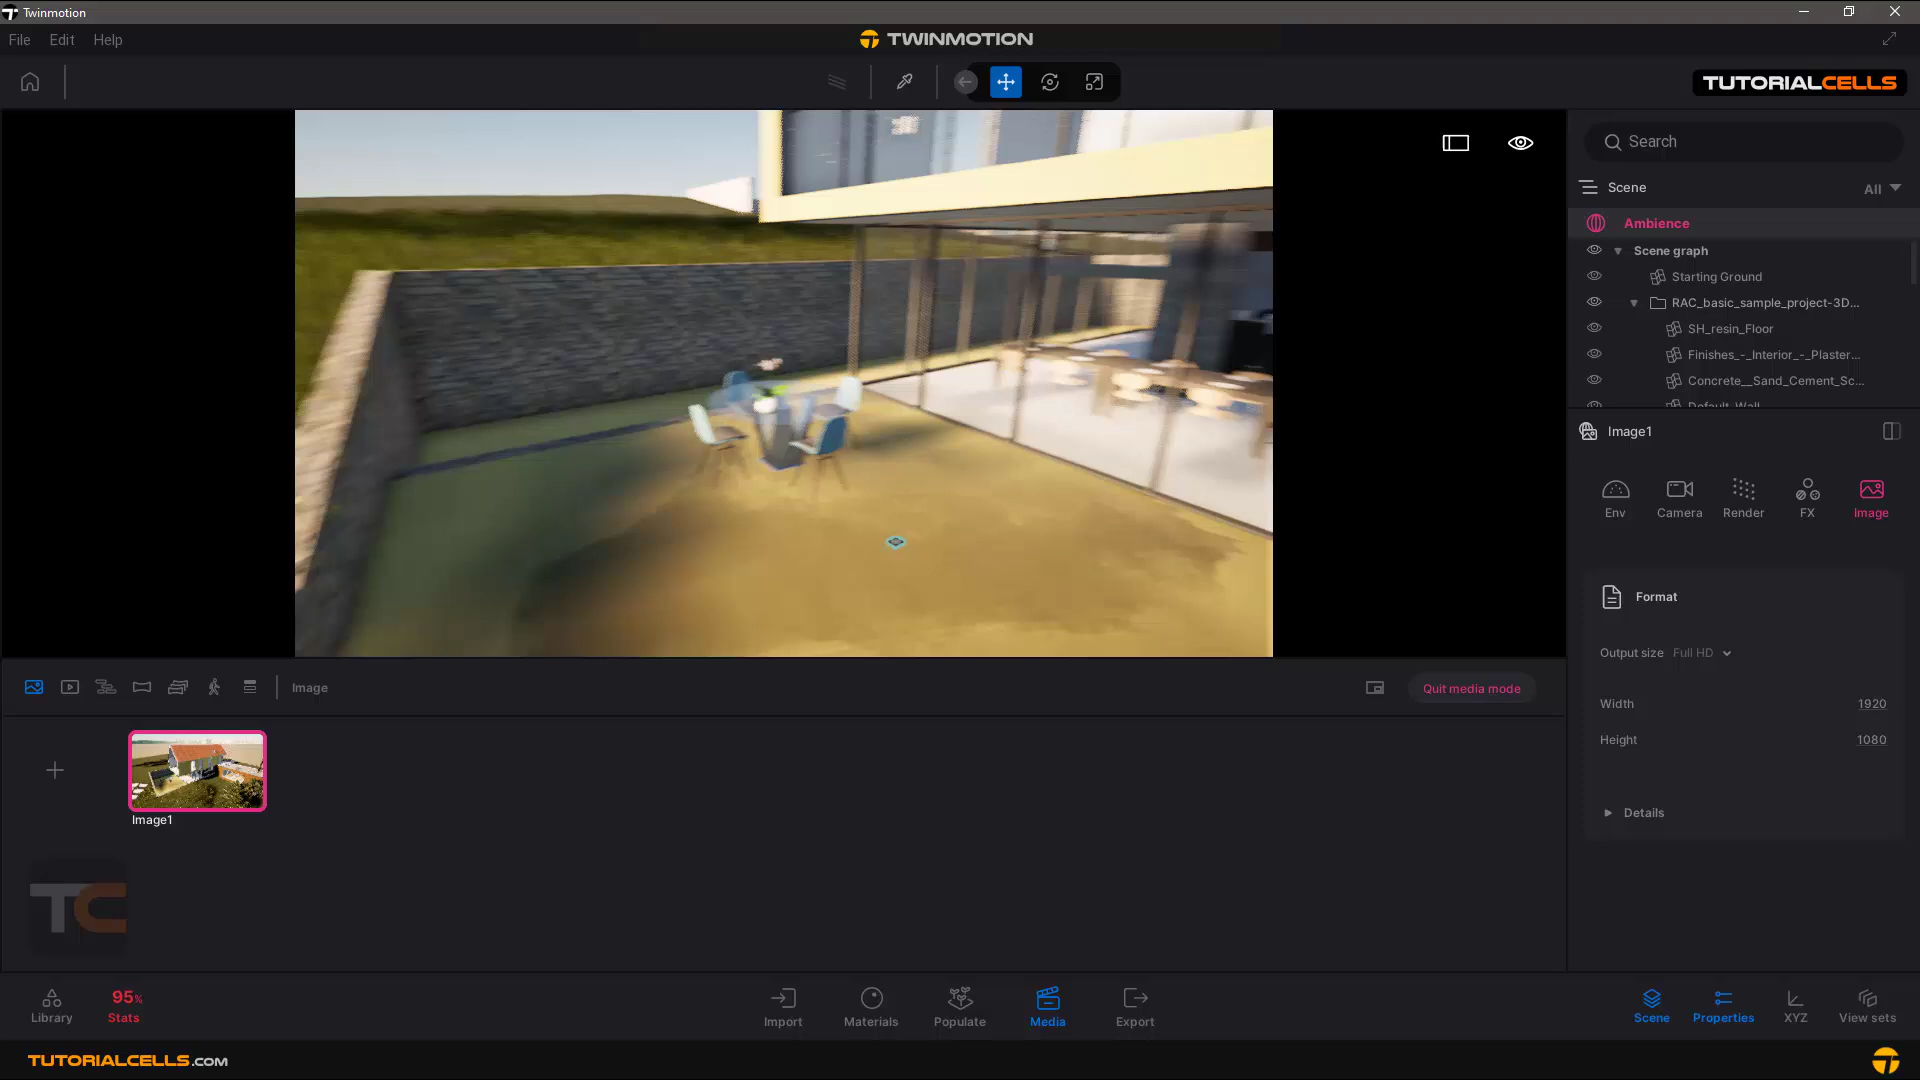 Twinmotion
File Edit Help
TWINMOTION
TUTORIALCELLS
Search
Scene All
Ambience
Scene graph
Starting Ground
RAC_basic_sample_project-3D...
SH_resin_Floor
Finishes_-_Interior_-_Plaster...
Concrete__Sand_Cement_Sc...
Default_Wall
Image1
Env Camera Render FX Image
Format
Output size Full HD
Width 1920
Height 1080
Details
Image Quit media mode
Image1
TC
95%
Stats
Library
Import Materials Populate Media Export
Scene Properties XYZ View sets
TUTORIALCELLS.COM